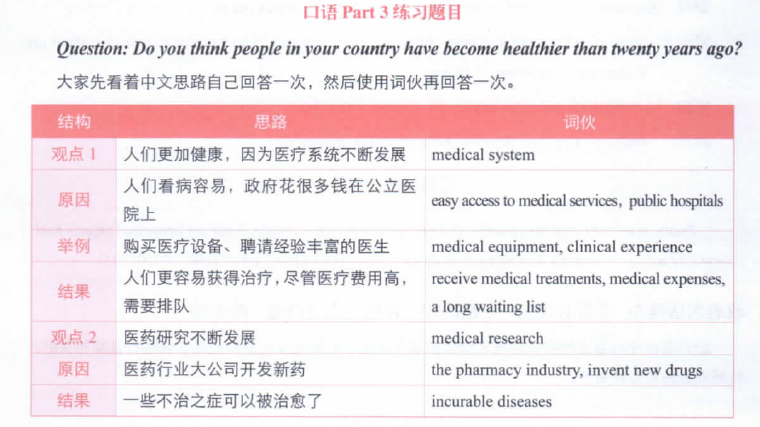 口语 Part 3 练习题目
Question: Do you think people in your country have become healthier than twenty years ago?
大家先看着中文思路自己回答一次，然后使用词伙再回答一次。
结构 思路 词伙
观点 1 人们更加健康，因为医疗系统不断发展 medical system
原因 人们看病容易，政府花很多钱在公立医
院上 easy access to medical services, public hospitals
举例 购买医疗设备、聘请经验丰富的医生 medical equipment, clinical experience
结果 人们更容易获得治疗，尽管医疗费用高，
需要排队 receive medical treatments, medical expenses,
a long waiting list
观点 2 医药研究不断发展 medical research
原因 医药行业大公司开发新药 the pharmacy industry, invent new drugs
结果 一些不治之症可以被治愈了 incurable diseases